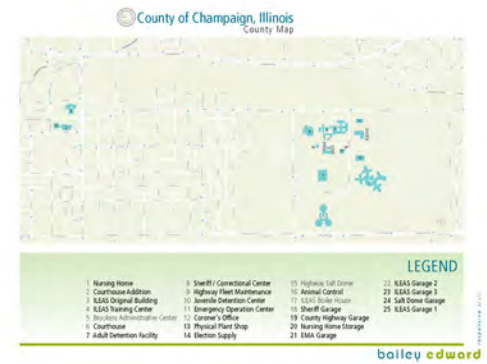 County of Champaign, Illinois
County Map
LEGEND
1 Nursing Home
2 Courthouse Addition
3 ILEAS Original Building
4 ILEAS Training Center
5 Brookens Administrative Center
6 Courthouse
7 Adult Detention Facility
8 Sheriff / Correctional Center
9 Highway Fleet Maintenance
10 Juvenile Detention Center
11 Emergency Operation Center
12 Coroner's Office
13 Physical Plant Shop
14 Election Supply
15 Highway Salt Dome
16 Animal Control
17 ILEAS Boiler House
18 Sheriff Garage
19 County Highway Garage
20 Nursing Home Storage
21 EMA Garage
22 ILEAS Garage 2
23 ILEAS Garage 3
24 Salt Dome Garage
25 ILEAS Garage 1
bailey edward